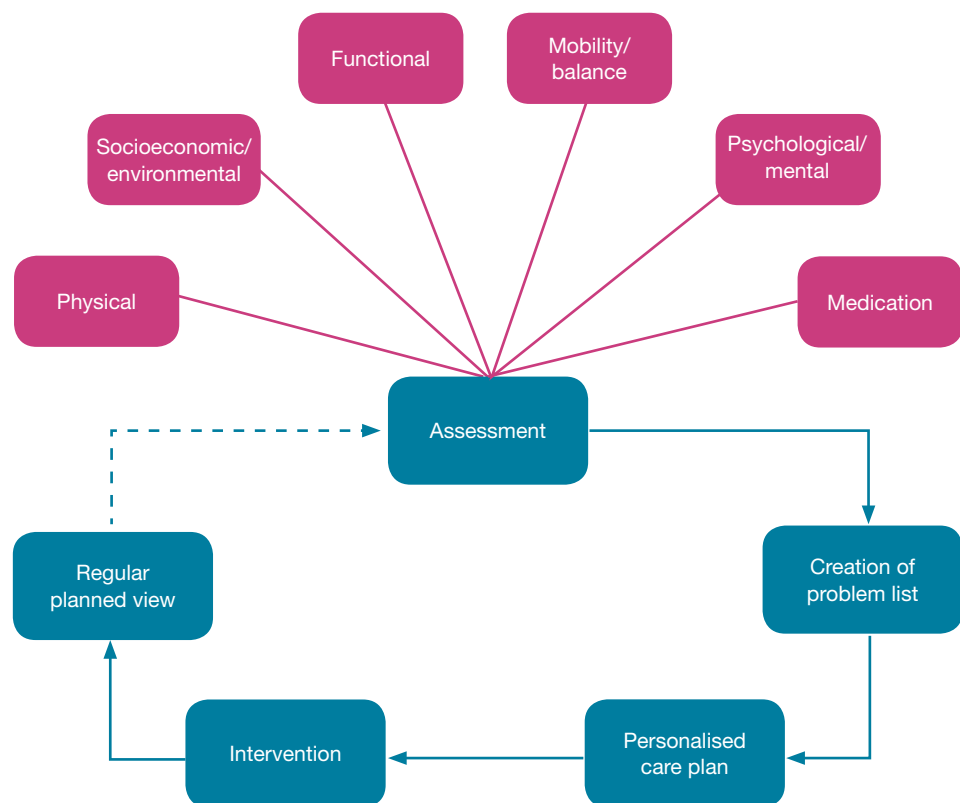 Functional
Mobility/
balance
Socioeconomic/
environmental
Psychological/
mental
Physical
Medication
Assessment
Regular
planned view
Creation of
problem list
Intervention
Personalised
care plan